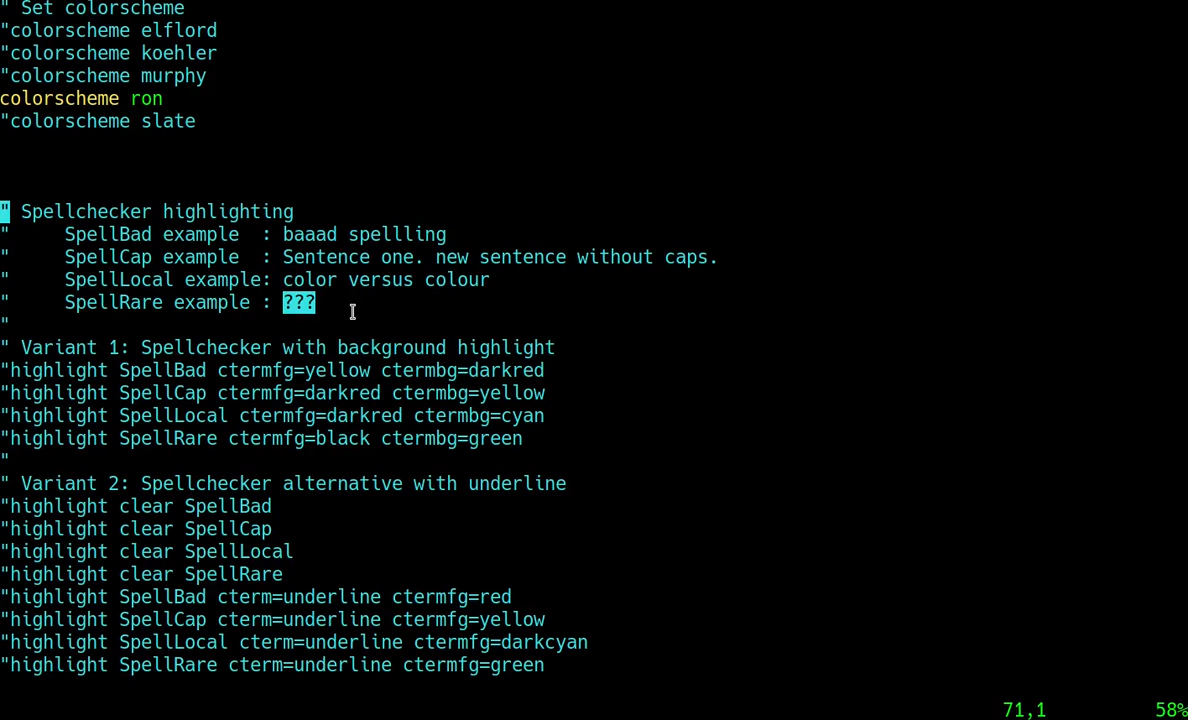 " Set colorscheme
"colorscheme elflord
"colorscheme koehler
"colorscheme murphy
colorscheme ron
"colorscheme slate
" Spellchecker highlighting
"     SpellBad example  : baaad spellling
"     SpellCap example  : Sentence one. new sentence without caps.
"     SpellLocal example: color versus colour
"     SpellRare example : ???
"
" Variant 1: Spellchecker with background highlight
"highlight SpellBad ctermfg=yellow ctermbg=darkred
"highlight SpellCap ctermfg=darkred ctermbg=yellow
"highlight SpellLocal ctermfg=darkred ctermbg=cyan
"highlight SpellRare ctermfg=black ctermbg=green
"
" Variant 2: Spellchecker alternative with underline
"highlight clear SpellBad
"highlight clear SpellCap
"highlight clear SpellLocal
"highlight clear SpellRare
"highlight SpellBad cterm=underline ctermfg=red
"highlight SpellCap cterm=underline ctermfg=yellow
"highlight SpellLocal cterm=underline ctermfg=darkcyan
"highlight SpellRare cterm=underline ctermfg=green
71,1          58%